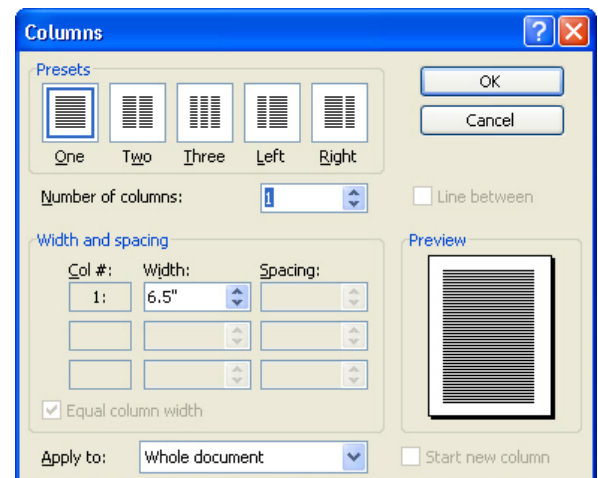 Columns
Presets
OK
Cancel
One Two Three Left Right
Number of columns: 1
Line between
Width and spacing
Preview
Col #: Width: Spacing:
1: 6.5"
Equal column width
Apply to: Whole document
Start new column